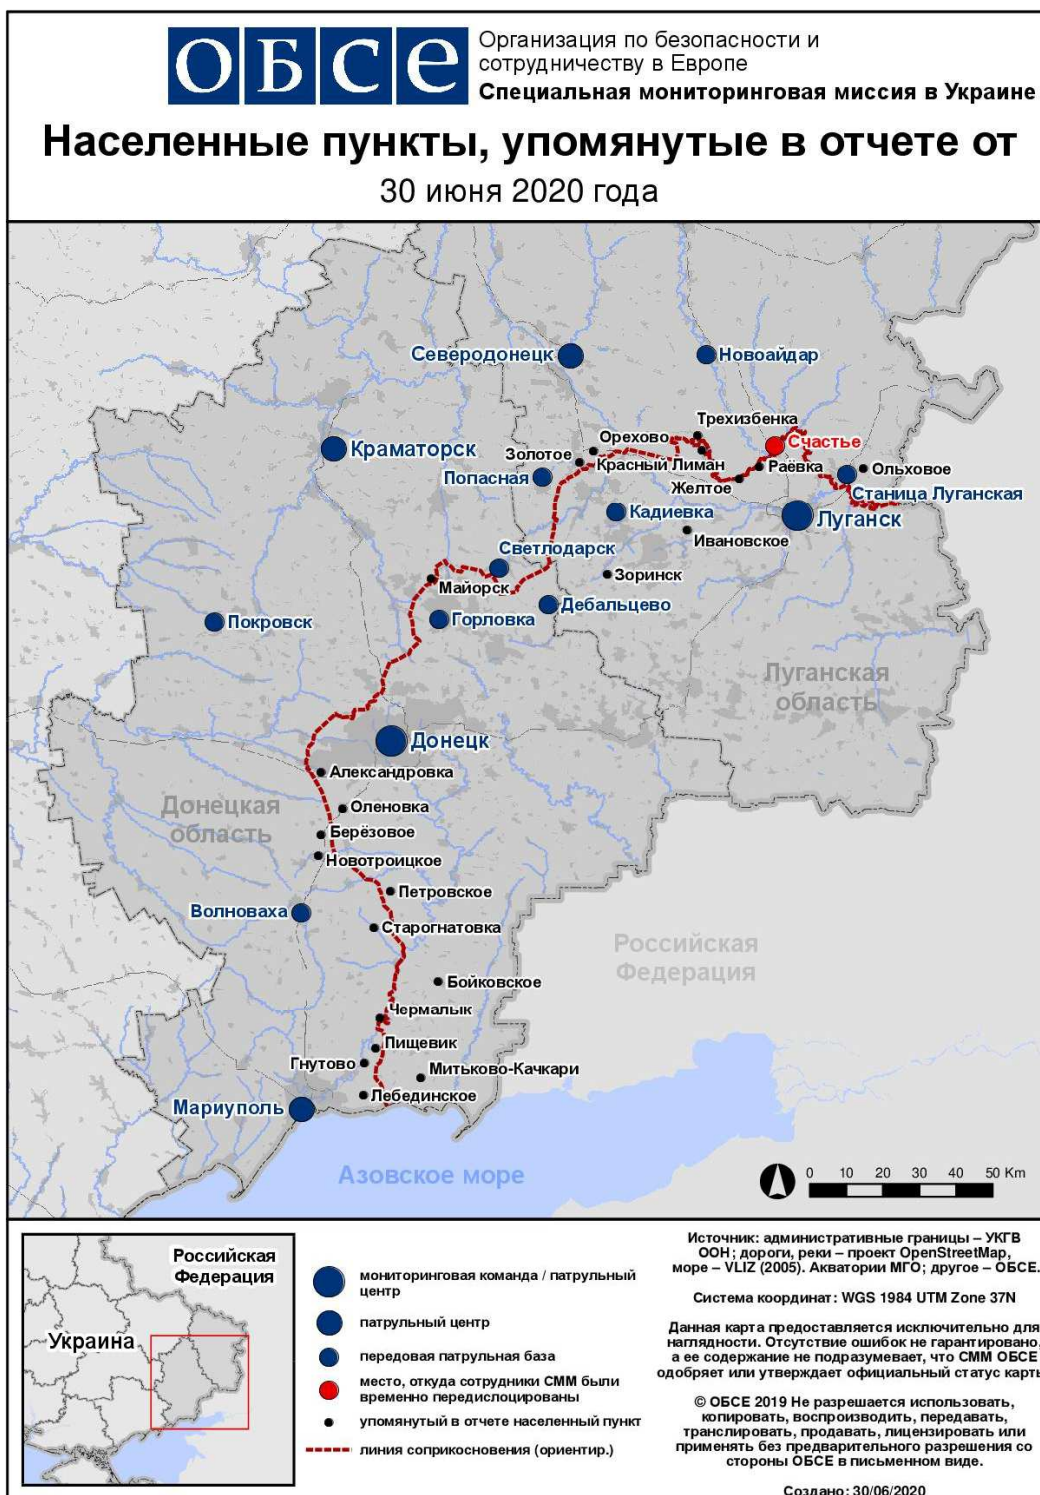 ОБСЕ
Организация по безопасности и
сотрудничеству в Европе
Специальная мониторинговая миссия в Украине
Населенные пункты, упомянутые в отчете от
30 июня 2020 года
Северодонецк
Новоайдар
Трехизбенка
Краматорск
Орехово
Счастье
Золотое
Красный Лиман
Раёвка
Ольховое
Попасная
Желтое
Станица Луганская
Кадиевка
Луганск
Ивановское
Светлодарск
Зоринск
Майорск
Дебальцево
Покровск
Горловка
Луганская
область
Донецк
Александровка
Донецкая
область
Оленовка
Берёзовое
Новотроицкое
Петровское
Волноваха
Старогнатовка
Российская
Федерация
Бойковское
Чермалык
Пищевик
Гнутово
Митьково-Качкари
Лебединское
Мариуполь
Азовское море
0 10 20 30 40 50 Km
Российская
Федерация
Украина
мониторинговая команда / патрульный
центр
патрульный центр
передовая патрульная база
место, откуда сотрудники СММ были
временно передислоцированы
упомянутый в отчете населенный пункт
линия соприкосновения (ориентир.)
Источник: административные границы – УКГВ
ООН; дороги, реки – проект OpenStreetMap,
море – VLIZ (2005). Акватории МГО; другое – ОБСЕ.
Система координат: WGS 1984 UTM Zone 37N
Данная карта предоставляется исключительно для
наглядности. Отсутствие ошибок не гарантировано,
а ее содержание не подразумевает, что СММ ОБСЕ
одобряет или утверждает официальный статус карты
© ОБСЕ 2019 Не разрешается использовать,
копировать, воспроизводить, передавать,
транслировать, продавать, лицензировать или
применять без предварительного разрешения со
стороны ОБСЕ в письменном виде.
Создано: 30/06/2020